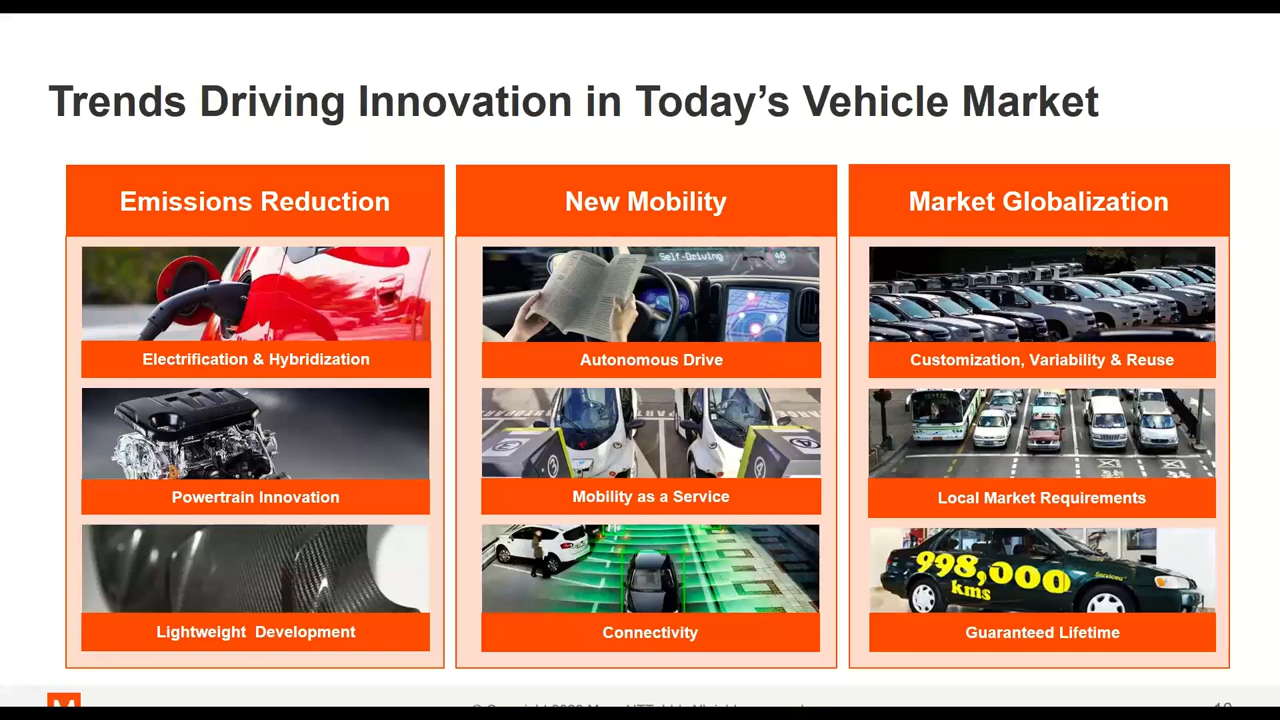 Trends Driving Innovation in Today’s Vehicle Market
Emissions Reduction
Electrification & Hybridization
Powertrain Innovation
Lightweight Development
New Mobility
Self-Driving
Autonomous Drive
Mobility as a Service
Connectivity
Market Globalization
Customization, Variability & Reuse
Local Market Requirements
998,000
kms
Guaranteed Lifetime